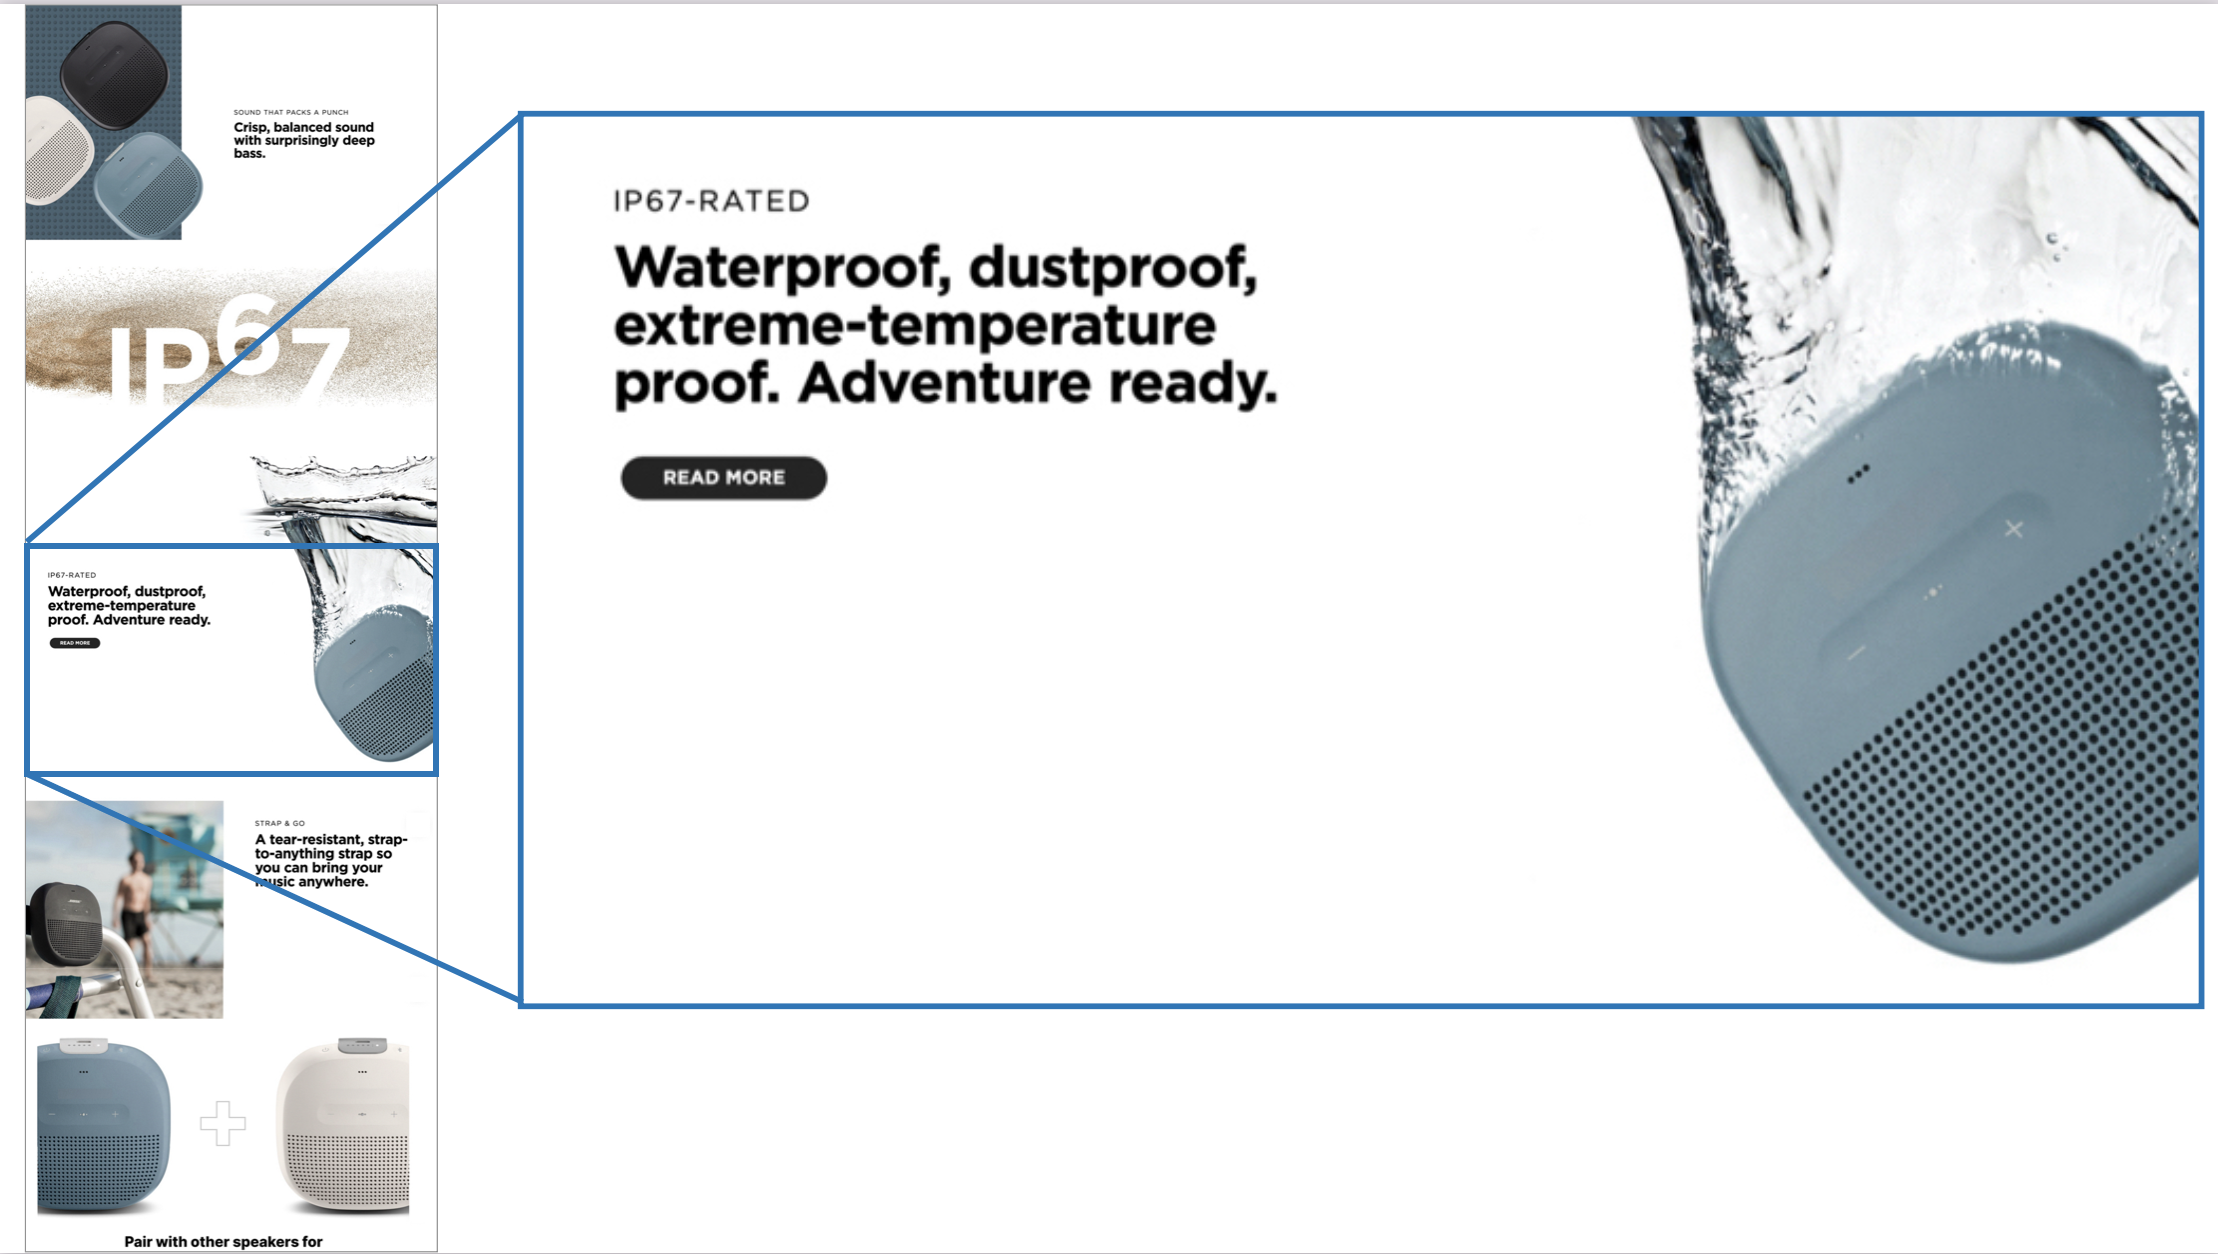 SOUND THAT PACKS A PUNCH
Crisp, balanced sound
with surprisingly deep
bass.
IP67
IP67-RATED
Waterproof, dustproof,
extreme-temperature
proof. Adventure ready.
READ MORE
STRAP & GO
A tear-resistant, strap-
to-anything strap so
you can bring your
music anywhere.
Pair with other speakers for
IP67-RATED
Waterproof, dustproof,
extreme-temperature
proof. Adventure ready.
READ MORE